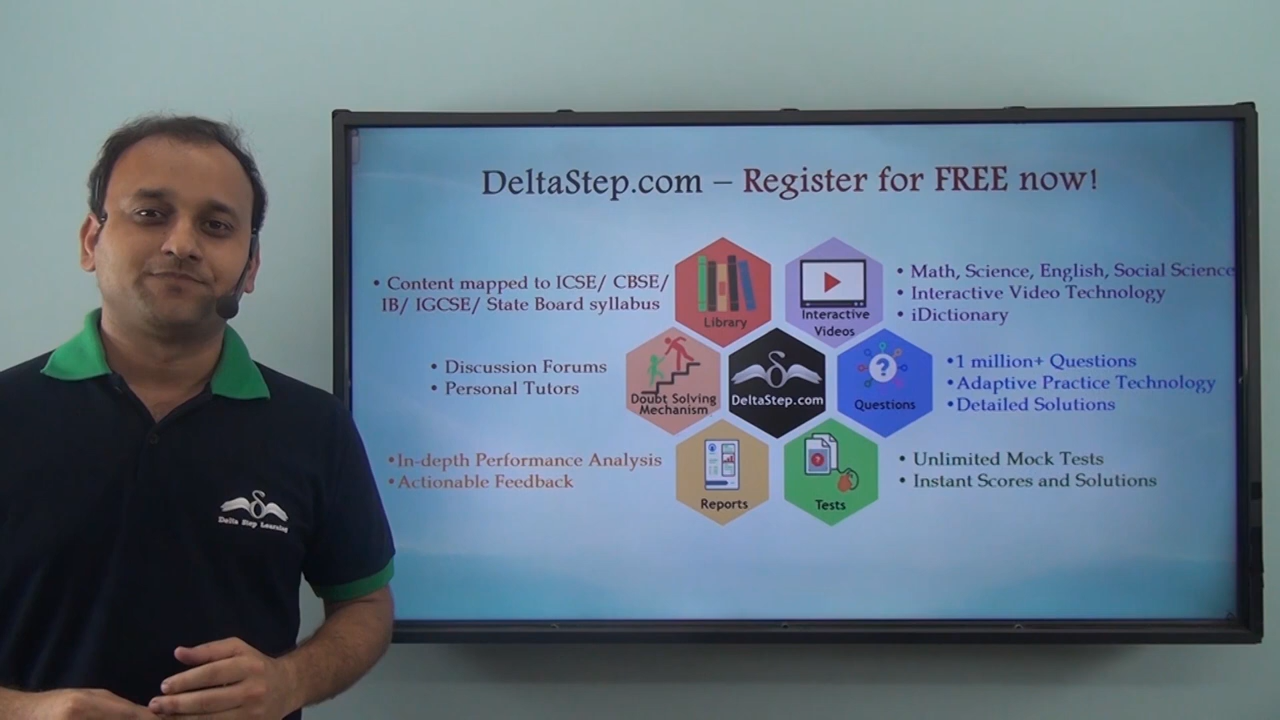 DeltaStep.com – Register for FREE now!
• Content mapped to ICSE/ CBSE/
IB/ IGCSE/ State Board syllabus
Library
Interactive
Videos
• Math, Science, English, Social Science
• Interactive Video Technology
• iDictionary
• Discussion Forums
• Personal Tutors
Doubt Solving
Mechanism
DeltaStep.com
Questions
•1 million+ Questions
•Adaptive Practice Technology
•Detailed Solutions
•In-depth Performance Analysis
•Actionable Feedback
Reports
Tests
• Unlimited Mock Tests
• Instant Scores and Solutions
Delta Step Learning